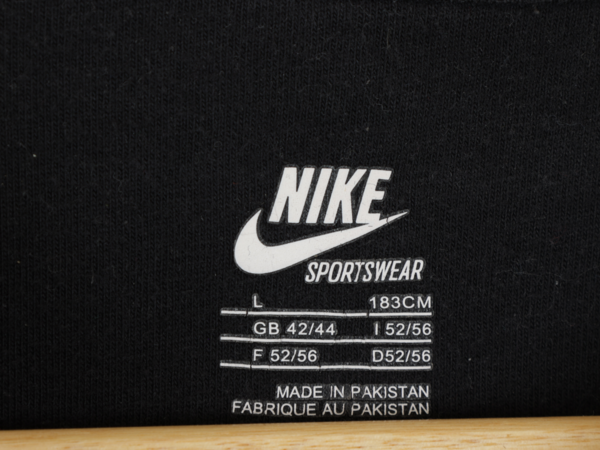 NIKE
SPORTSWEAR
L 183CM
GB 42/44 I 52/56
F 52/56 D52/56
MADE IN PAKISTAN
FABRIQUE AU PAKISTAN